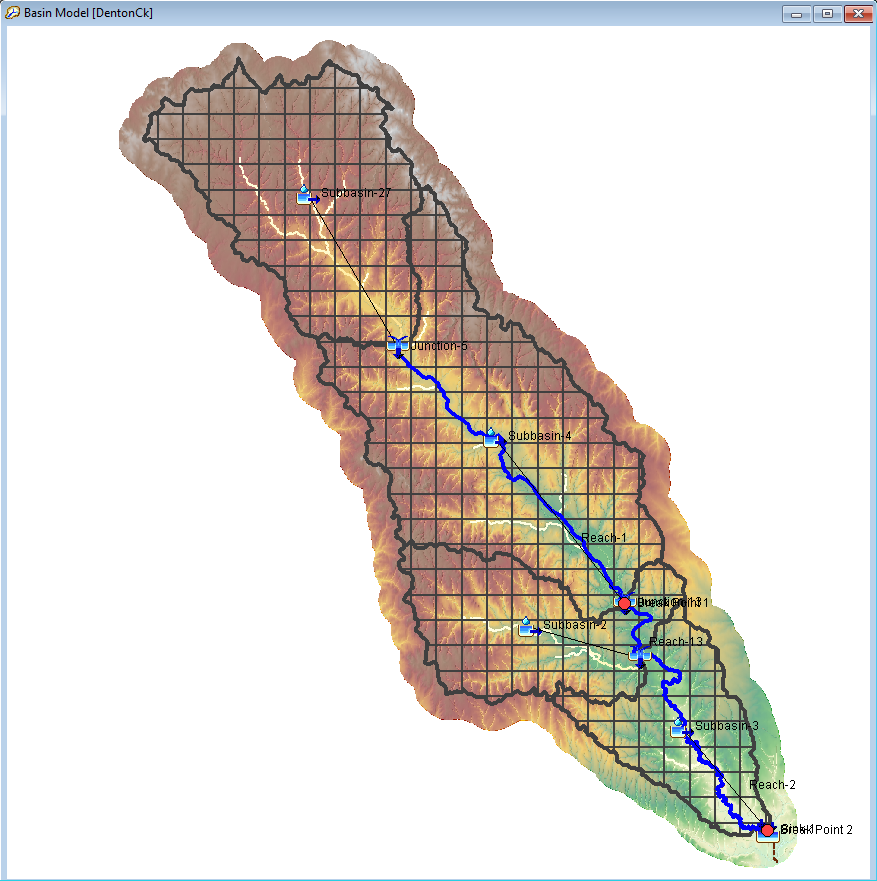 Basin Model [DentonCk]
Subbasin-27
Junction-5
Subbasin-4
Reach-1
Subbasin-2
Reach-13
Subbasin-3
Reach-2
Point 2